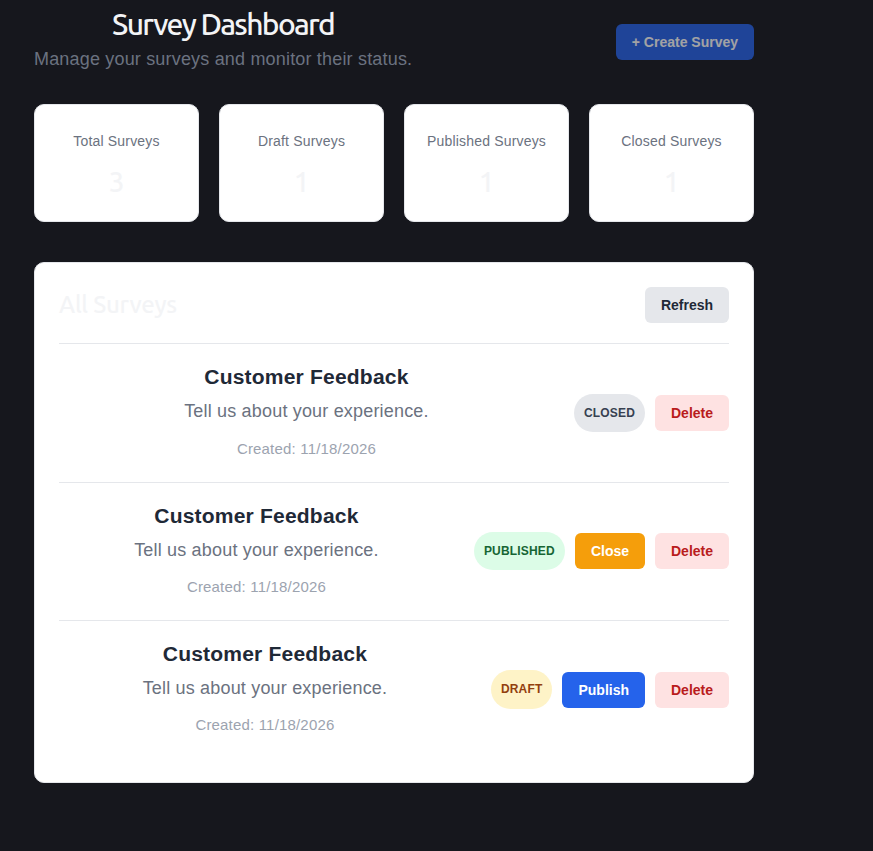 Survey Dashboard
Manage your surveys and monitor their status.
+ Create Survey
Total Surveys
3
Draft Surveys
1
Published Surveys
1
Closed Surveys
1
All Surveys
Refresh
Customer Feedback
Tell us about your experience.
Created: 11/18/2026
CLOSED
Delete
Customer Feedback
Tell us about your experience.
Created: 11/18/2026
PUBLISHED
Close
Delete
Customer Feedback
Tell us about your experience.
Created: 11/18/2026
DRAFT
Publish
Delete